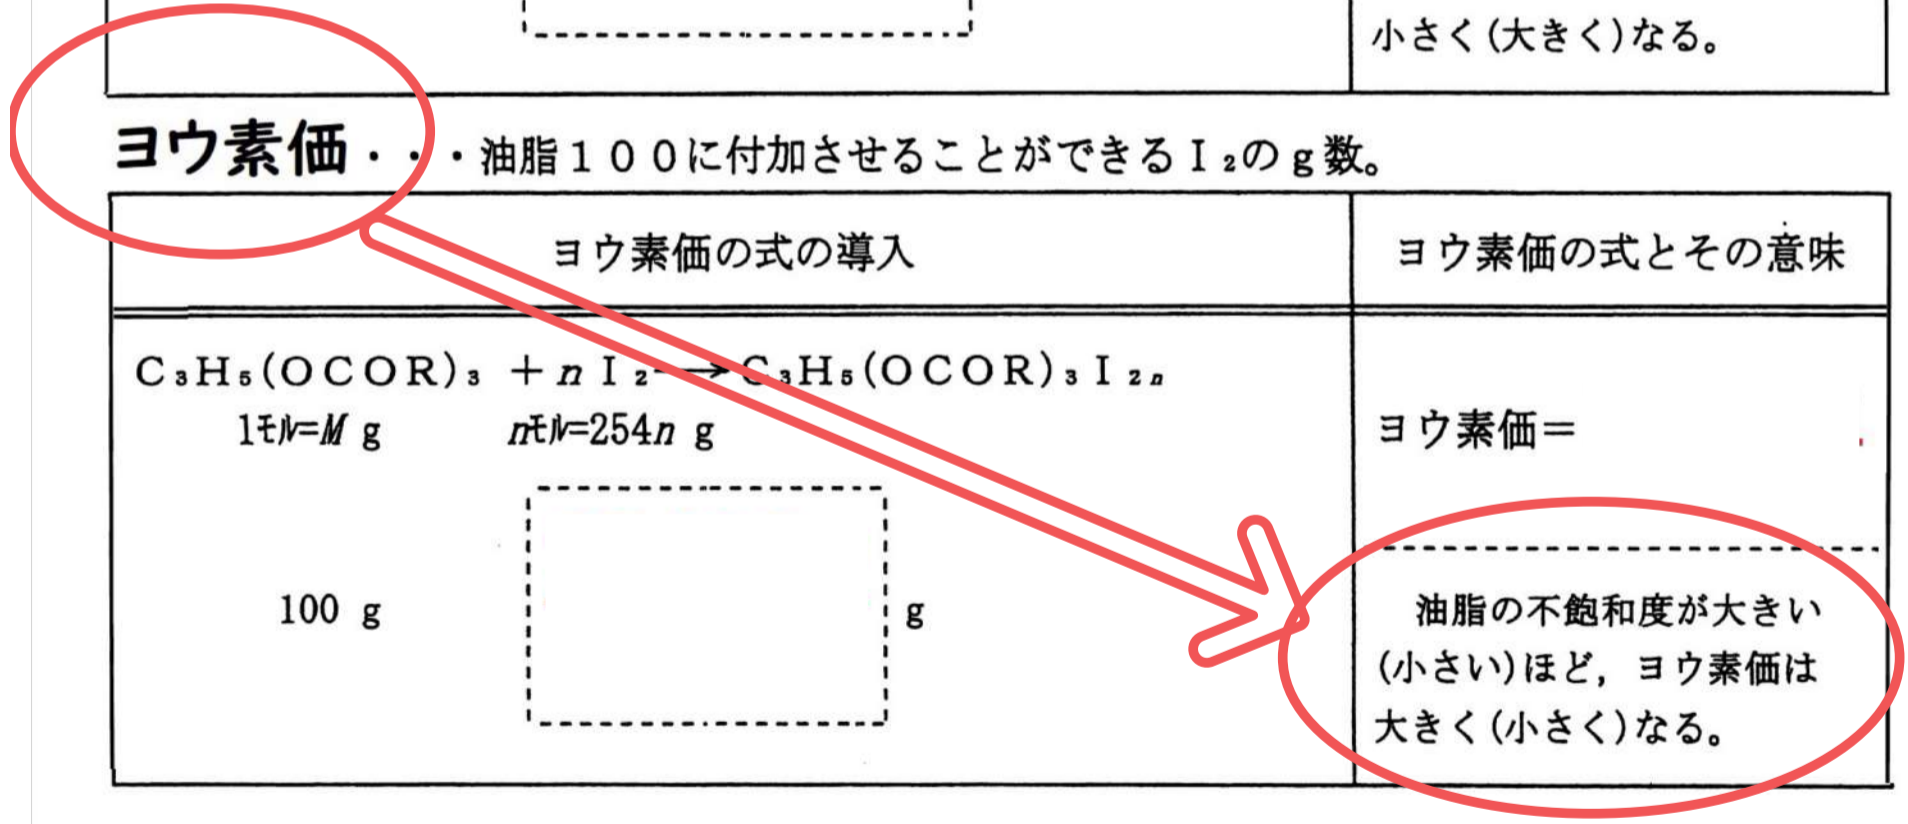 小さく(大きく)なる。
ヨウ素価・・・油脂100に付加させることができるI₂のg数。
ヨウ素価の式の導入
ヨウ素価の式とその意味
C₃H₅(OCOR)₃ +nI₂→C₃H₅(OCOR)₃I₂ₙ
1モル=M g nモル=254n g
100 g g
ヨウ素価=
油脂の不飽和度が大きい
(小さい)ほど,ヨウ素価は
大きく(小さく)なる。